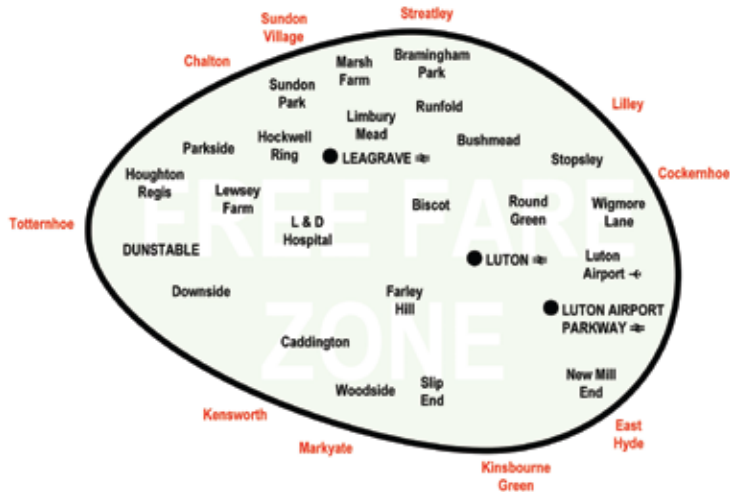 Sundon
Village
Streatley
Chalton
Marsh
Farm
Bramingham
Park
Sundon
Park
Runfold
Lilley
Limbury
Mead
Parkside
Hockwell
Ring
Bushmead
LEAGRAVE
Stopsley
Cockernhoe
Houghton
Regis
Lewsey
Farm
FREE FARE
ZONE
Biscot
Round
Green
Wigmore
Lane
Totternhoe
L & D
Hospital
DUNSTABLE
LUTON
Luton
Airport
Downside
Farley
Hill
LUTON AIRPORT
PARKWAY
Caddington
Woodside
Slip
End
New Mill
End
Kensworth
Markyate
East
Hyde
Kinsbourne
Green